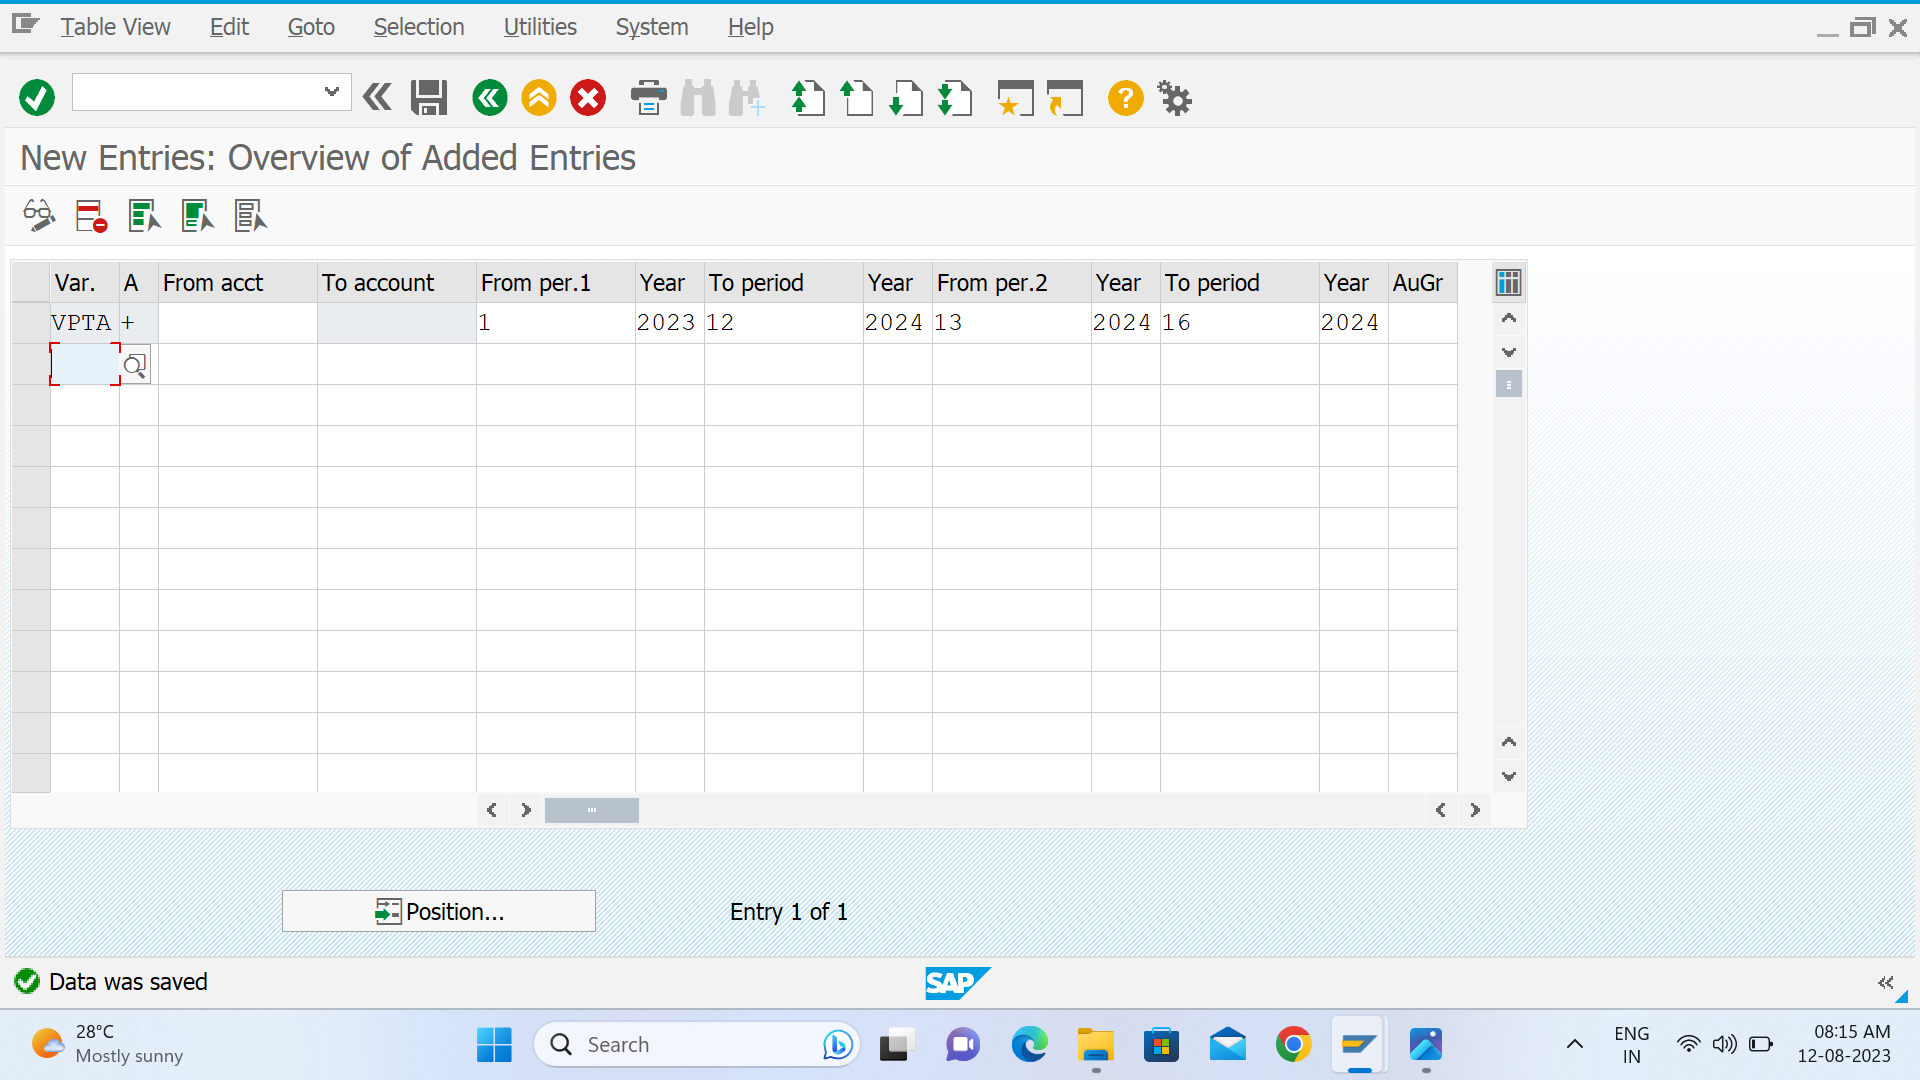 Table View Edit Goto Selection Utilities System Help
New Entries: Overview of Added Entries
Var. A From acct To account From per.1 Year To period Year From per.2 Year To period Year AuGr
VPTA + 1 2023 12 2024 13 2024 16 2024
Position... Entry 1 of 1
Data was saved SAP
28°C
Mostly sunny
Search
ENG
IN
08:15 AM
12-08-2023